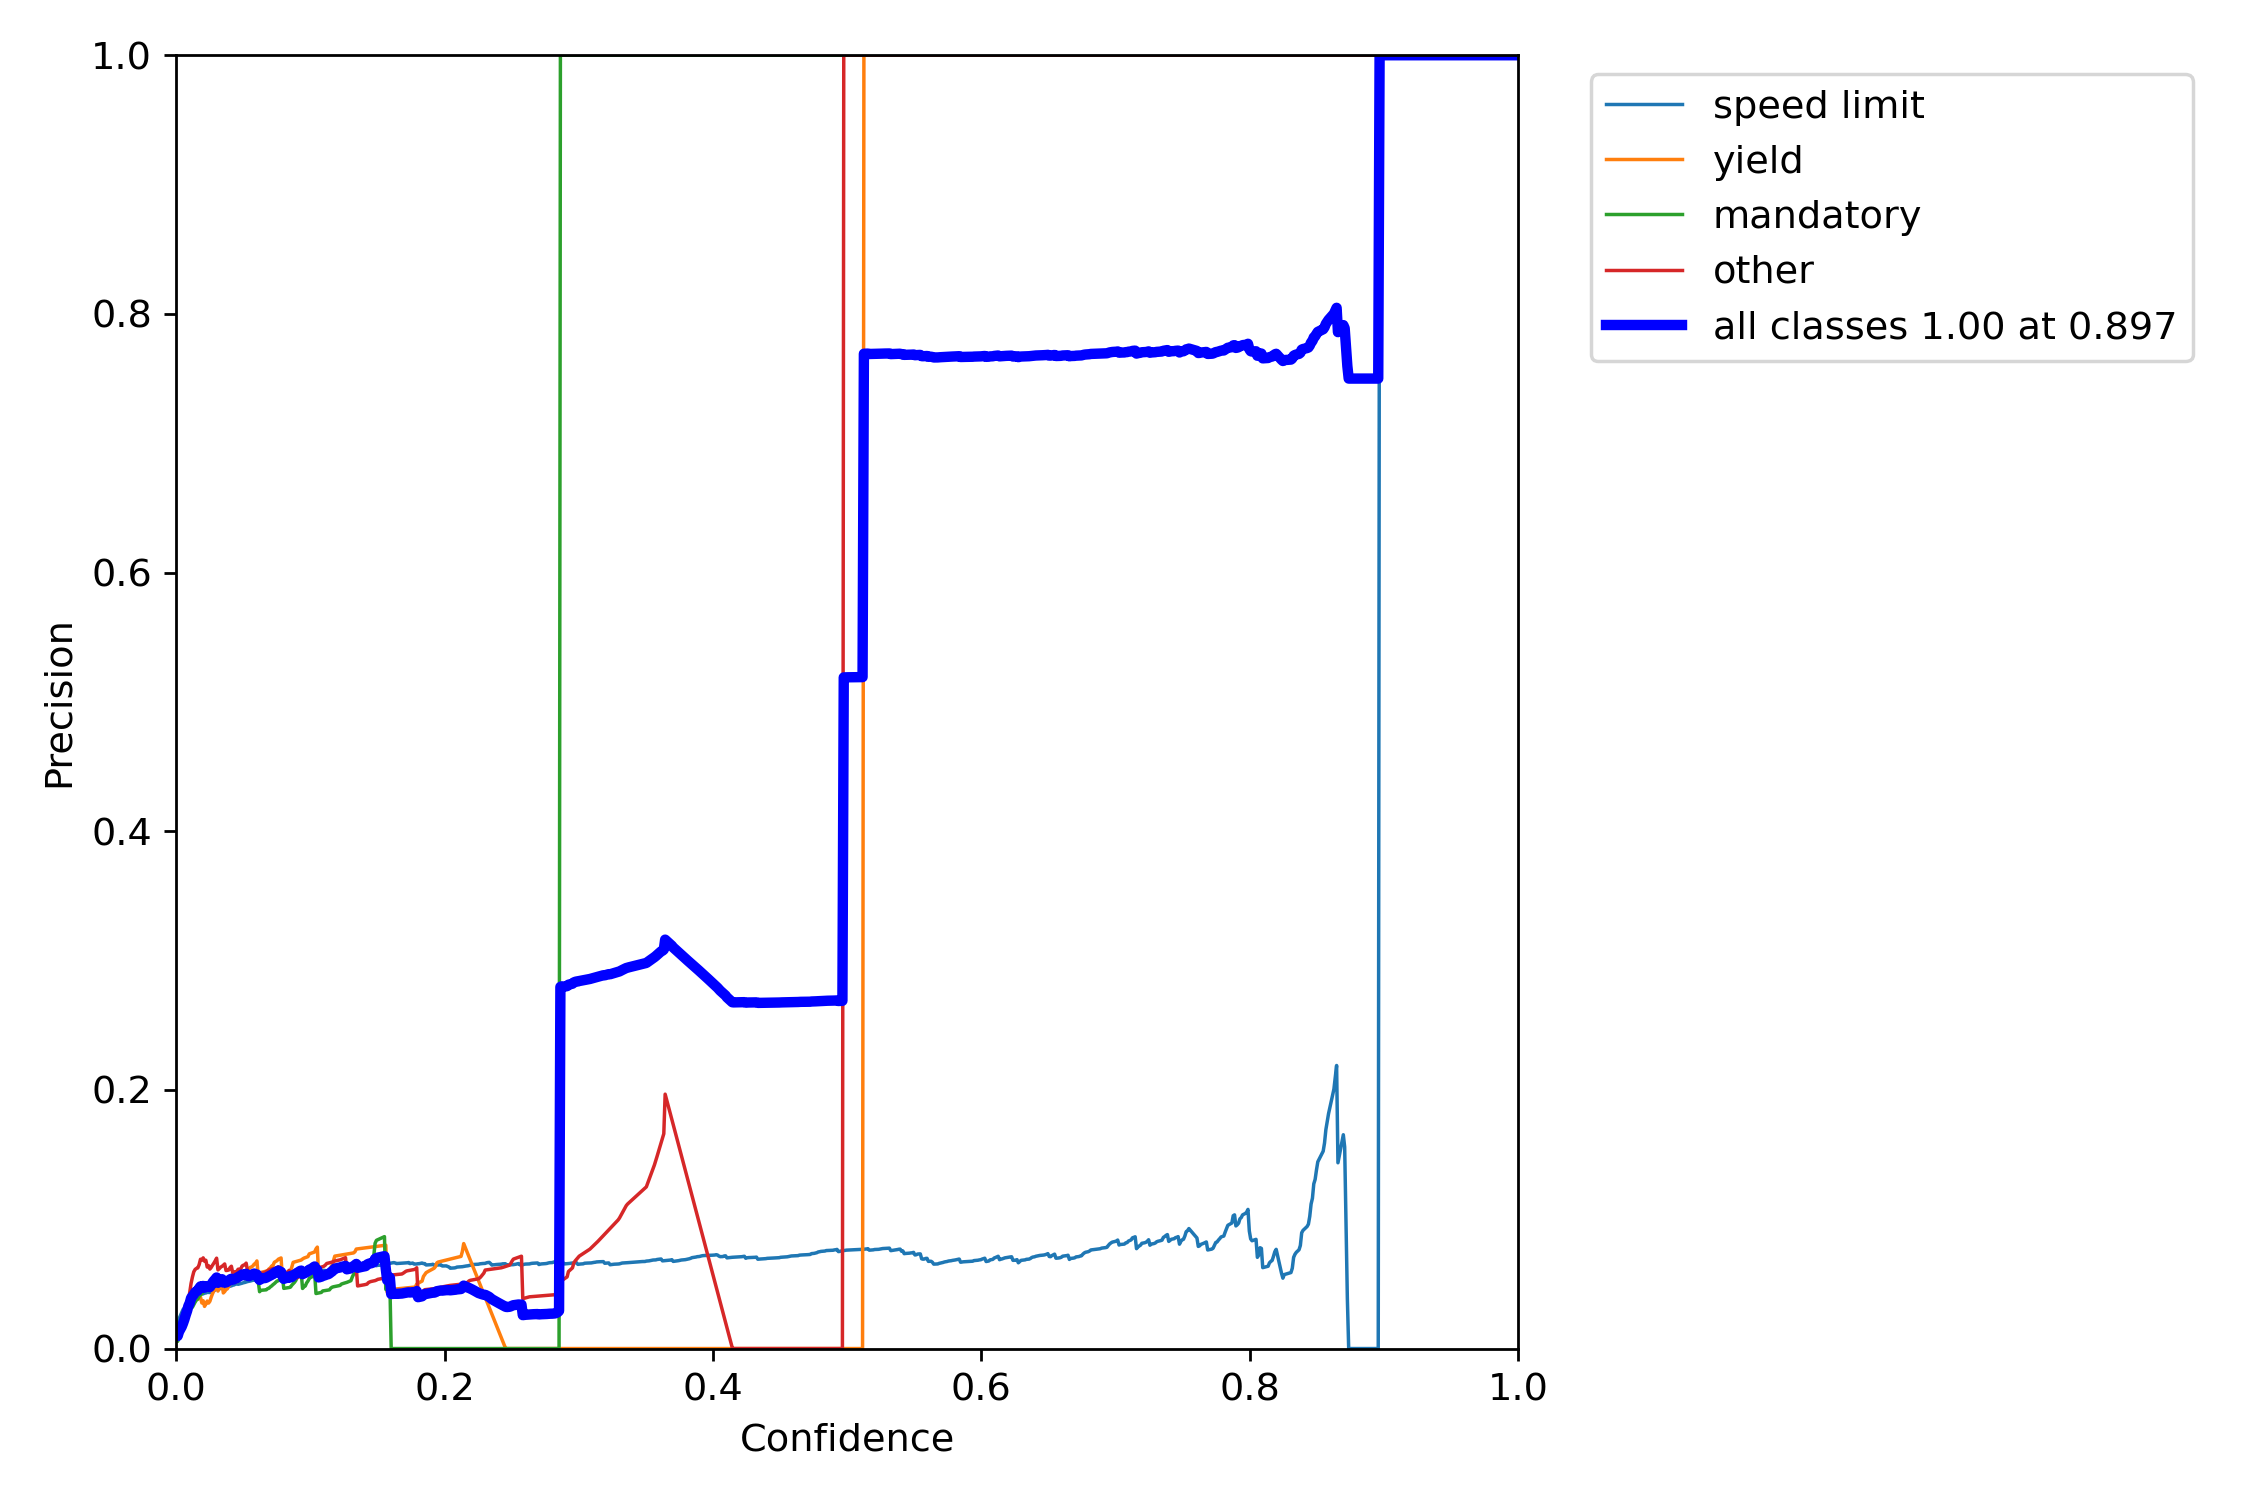 1.0
0.8
0.6
0.4
0.2
0.0
0.0 0.2 0.4 0.6 0.8 1.0
Precision
Confidence
speed limit
yield
mandatory
other
all classes 1.00 at 0.897